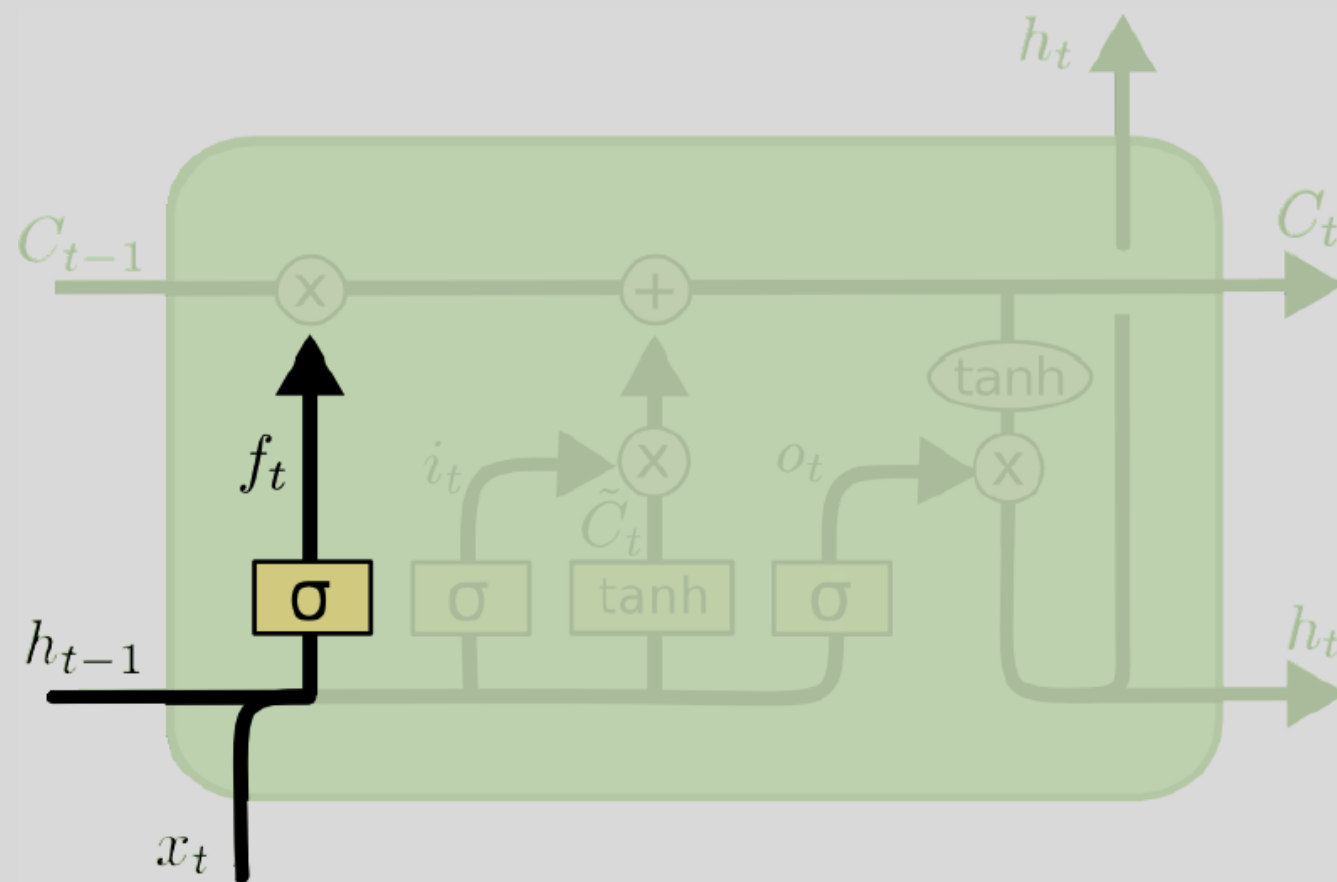 h_t
C_{t-1}
C_t
x
+
tanh
f_t
i_t
x
o_t
x
C̃_t
σ
σ
tanh
σ
h_{t-1}
h_t
x_t